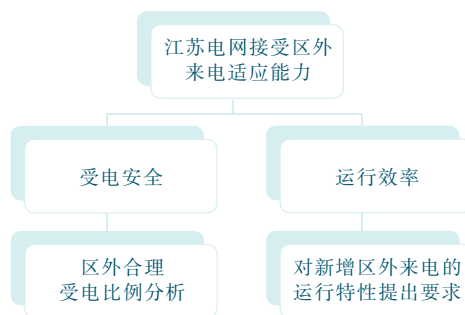 江苏电网接受区外
来电适应能力
受电安全
运行效率
区外合理
受电比例分析
对新增区外来电的
运行特性提出要求